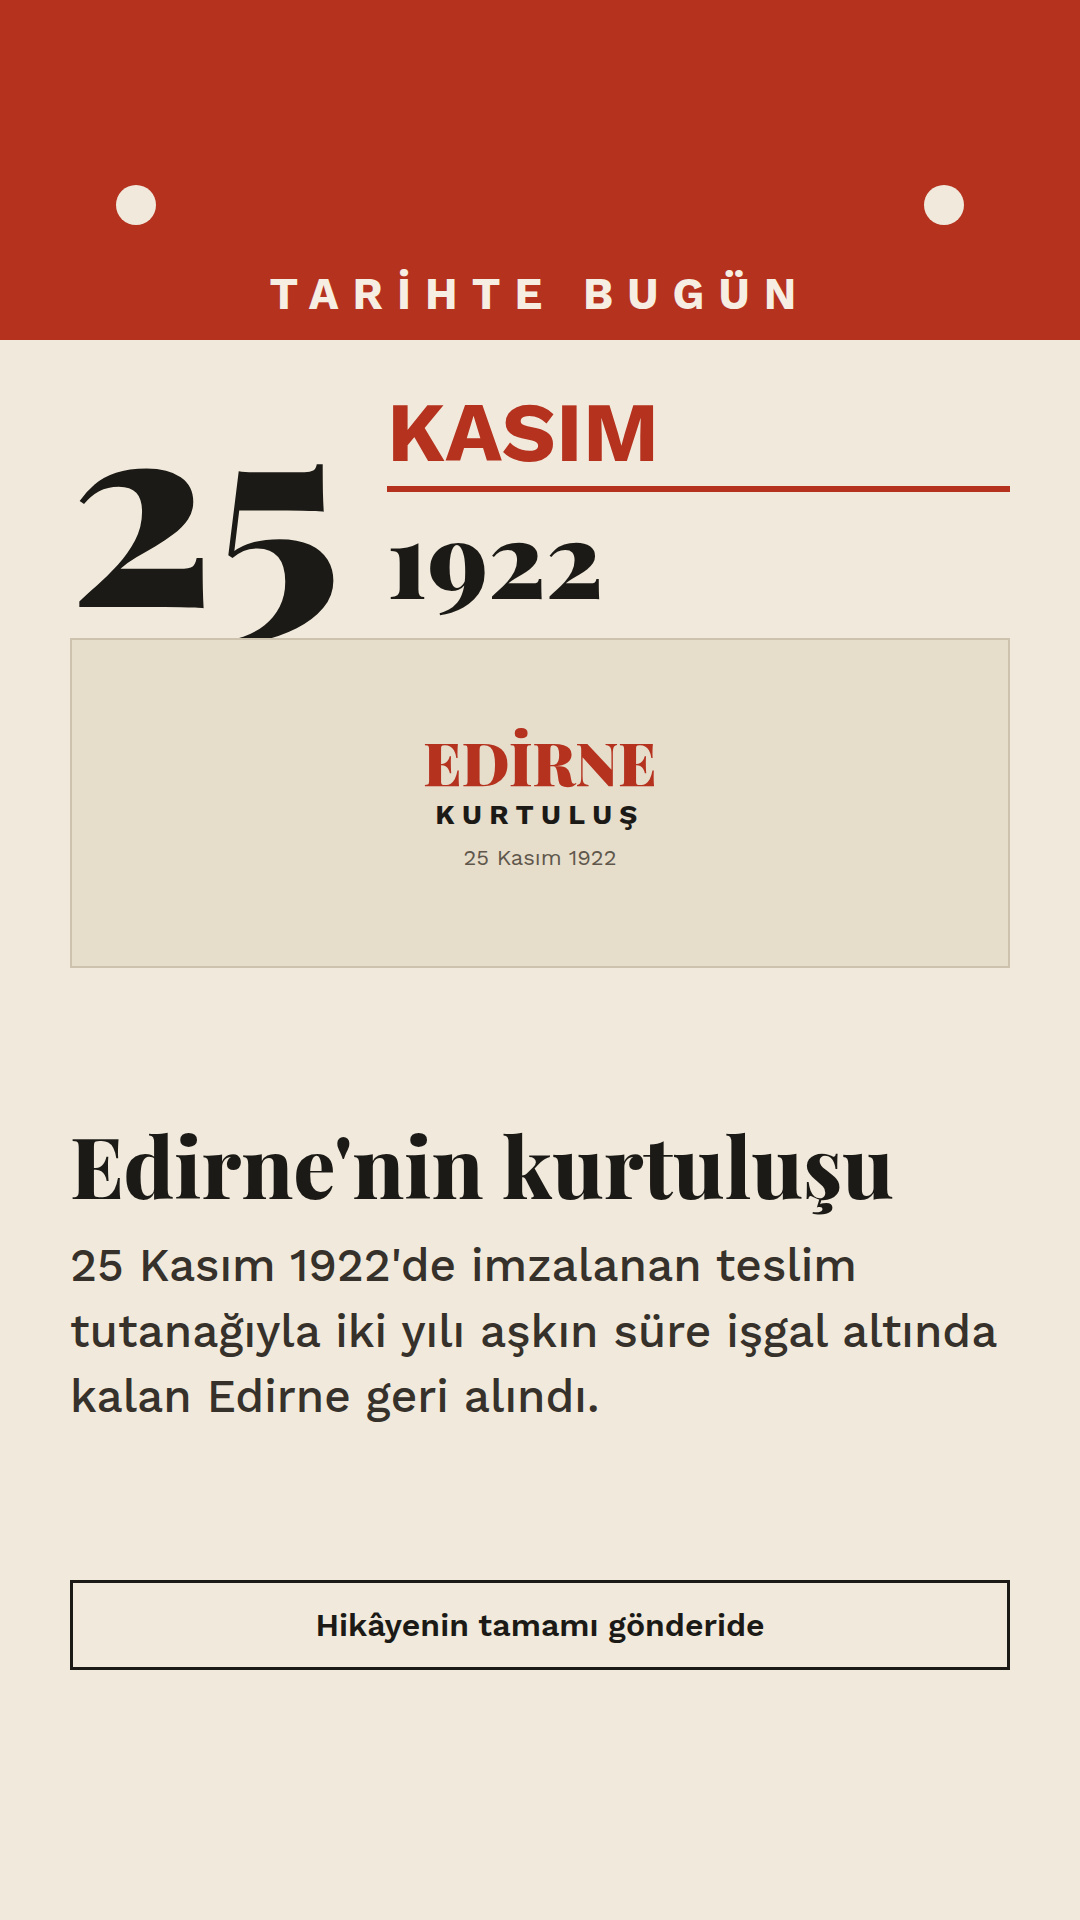 TARİHTE BUGÜN
25
KASIM
1922
EDİRNE
KURTULUŞ
25 Kasım 1922
Edirne'nin kurtuluşu
25 Kasım 1922'de imzalanan teslim
tutanağıyla iki yılı aşkın süre işgal altında
kalan Edirne geri alındı.
Hikâyenin tamamı gönderide